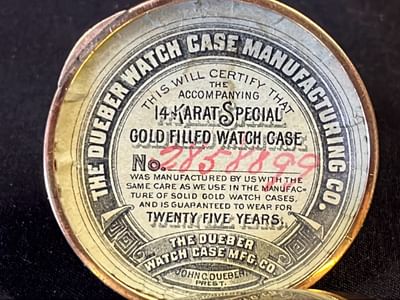 THE DUEBER WATCH CASE MANUFACTURING CO.
THIS WILL CERTIFY THAT
THE
ACCOMPANYING
14 KARAT SPECIAL
GOLD FILLED WATCH CASE
No. 2858899
WAS MANUFACTURED BY US WITH THE
SAME CARE AS WE USE IN THE MANUFAC-
TURE OF SOLID GOLD WATCH CASES,
AND IS GUARANTEED TO WEAR FOR
TWENTY FIVE YEARS.
THE DUEBER
WATCH CASE MFG. CO.
JOHN C. DUEBER,
PREST.